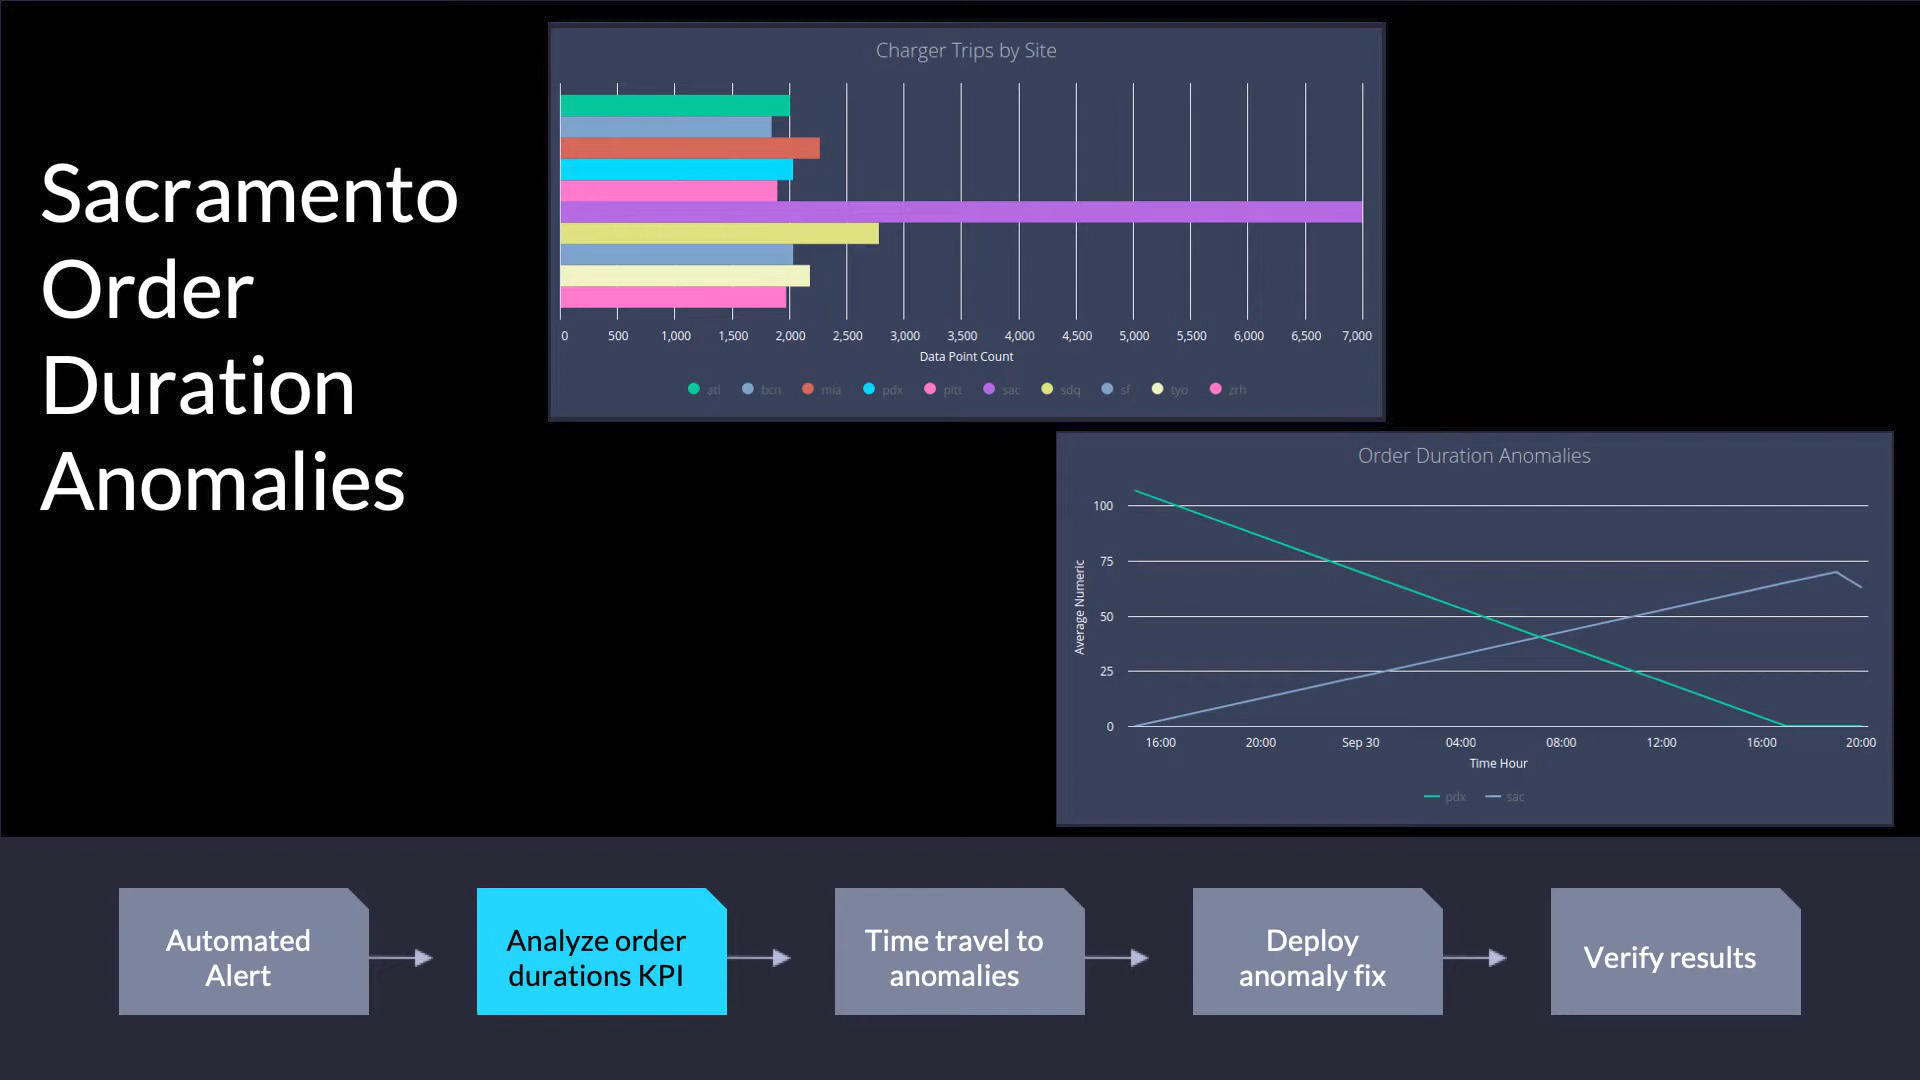 Sacramento
Order
Duration
Anomalies
Charger Trips by Site
0 500 1,000 1,500 2,000 2,500 3,000 3,500 4,000 4,500 5,000 5,500 6,000 6,500 7,000
Data Point Count
atl bcn mia pdx pitt sac sdq sf tyo zrh
Order Duration Anomalies
Average Numeric
100
75
50
25
0
16:00 20:00 Sep 30 04:00 08:00 12:00 16:00 20:00
Time Hour
pdx sac
Automated
Alert
Analyze order
durations KPI
Time travel to
anomalies
Deploy
anomaly fix
Verify results